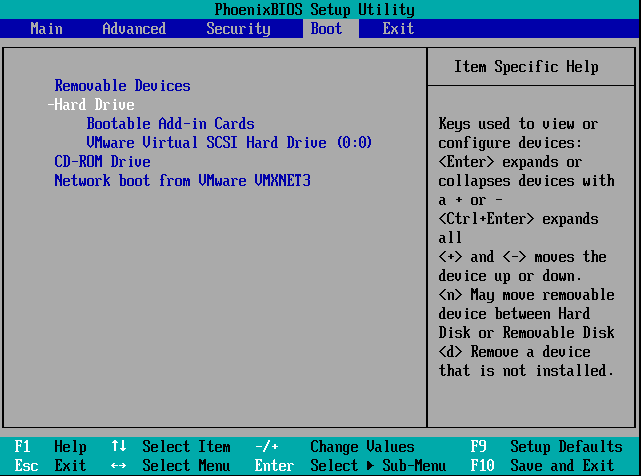 PhoenixBIOS Setup Utility
Main Advanced Security Boot Exit
Removable Devices
-Hard Drive
Bootable Add-in Cards
VMware Virtual SCSI Hard Drive (0:0)
CD-ROM Drive
Network boot from VMware VMXNET3
Item Specific Help
Keys used to view or
configure devices:
<Enter> expands or
collapses devices with
a + or -
<Ctrl+Enter> expands
all
<+> and <-> moves the
device up or down.
<n> May move removable
device between Hard
Disk or Removable Disk
<d> Remove a device
that is not installed.
F1 Help ↑↓ Select Item -/+ Change Values F9 Setup Defaults
Esc Exit ↔ Select Menu Enter Select ▶ Sub-Menu F10 Save and Exit